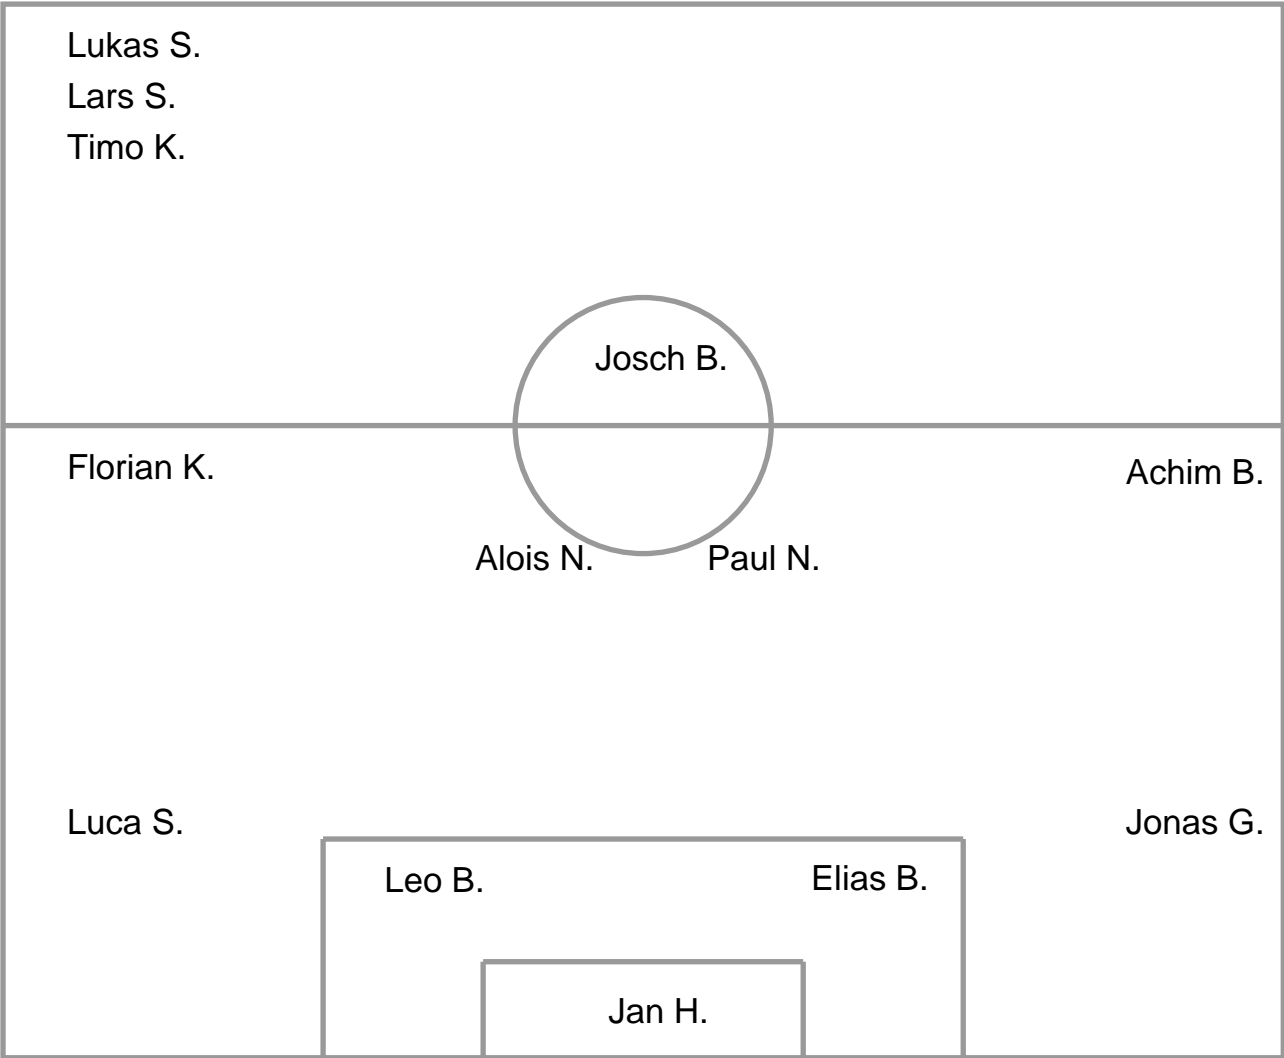 Lukas S.
Lars S.
Timo K.
Josch B.
Florian K.
Achim B.
Alois N.
Paul N.
Luca S.
Jonas G.
Leo B.
Elias B.
Jan H.